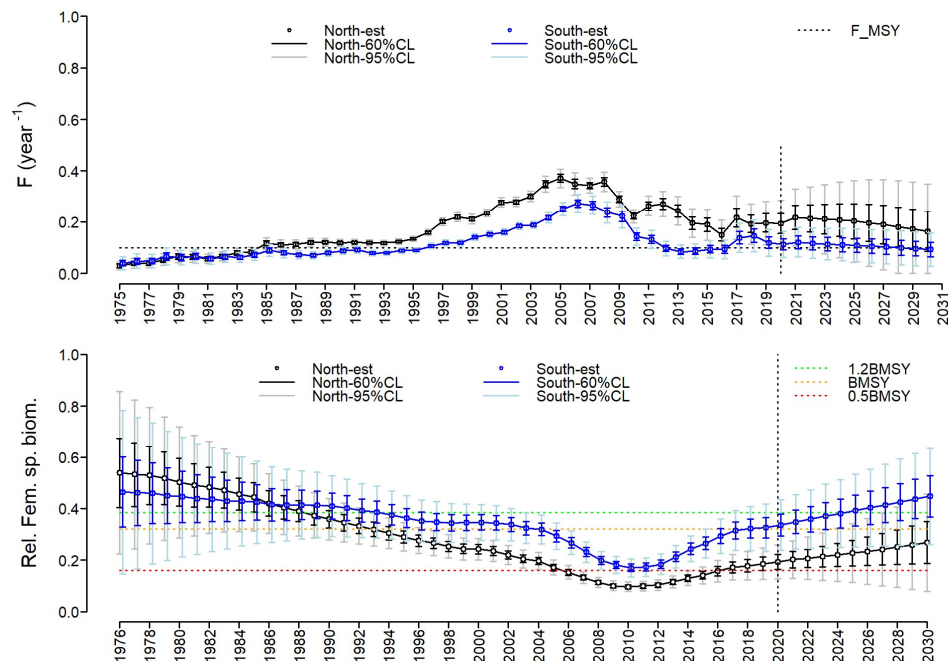 1.0
0.8
0.6
0.4
0.2
0.0
F (year⁻¹)
North-est
North-60%CL
North-95%CL
South-est
South-60%CL
South-95%CL
F_MSY
1975 1977 1979 1981 1983 1985 1987 1989 1991 1993 1995 1997 1999 2001 2003 2005 2007 2009 2011 2013 2015 2017 2019 2021 2023 2025 2027 2029 2031
1.0
0.8
0.6
0.4
0.2
0.0
Rel. Fem. sp. biom.
North-est
North-60%CL
North-95%CL
South-est
South-60%CL
South-95%CL
1.2BMSY
BMSY
0.5BMSY
1976 1978 1980 1982 1984 1986 1988 1990 1992 1994 1996 1998 2000 2002 2004 2006 2008 2010 2012 2014 2016 2018 2020 2022 2024 2026 2028 2030